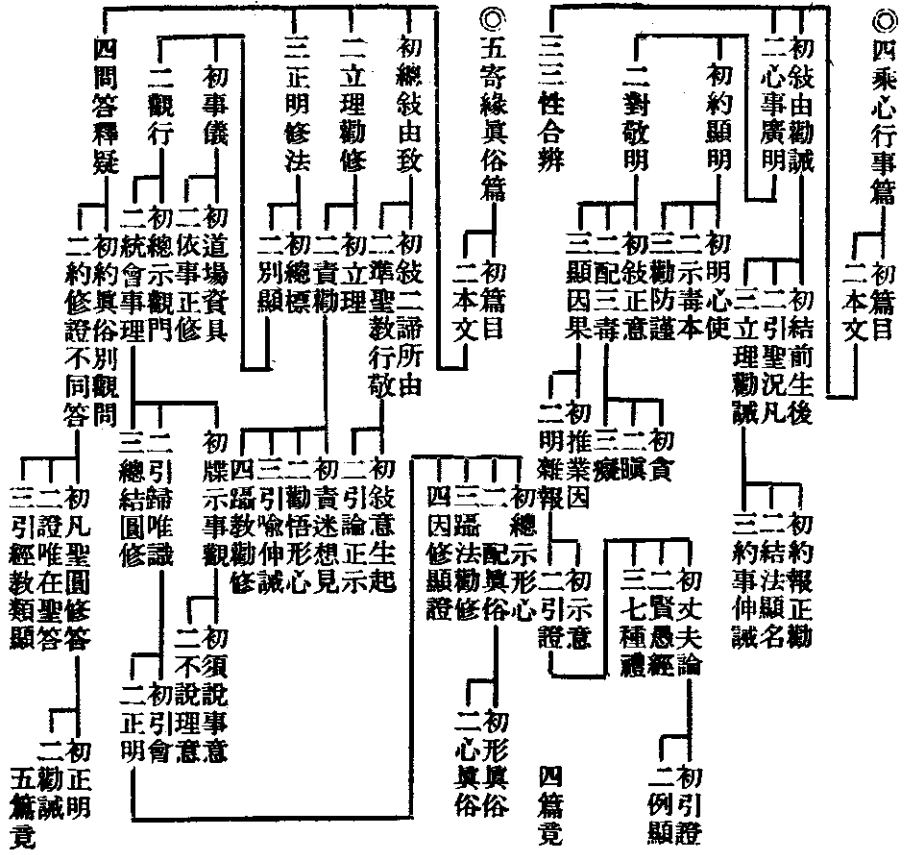 ◎四乘心行事篇
初篇目
二本文
初敍由勸誡
二心事廣明
三三性合辨
初結前生後
二引聖況凡
三立理勸誡
初約報正勸
二結法顯名
三約事伸誡
初約顯明
二對敬明
初明心使
二示毒本
三勸防護
初敍正意
二配三毒
三顯因果
初貪
二瞋
三癡
初推業因
二明雜報
初示意
二引證
初丈夫論
二賢愚經
三七種禮
初引證
二例顯
四篇竟
◎五寄緣眞俗篇
初篇目
二本文
初總敍由致
二立理勸修
三正明修法
四問答釋疑
初敍二諦所由
二準聖教行敬
初敍意生起
二引論正示
初立理
二責勸
初責迷想見
二勸悟形心
三引喩伸誡
四躡教勸修
初總標
二別顯
初事儀
二觀行
初道場資具
二依事正修
初總示觀門
二統會事理
初牒示事觀
二引歸唯識
三總結圓修
初須說事意
二不說理意
初引會
二正明
初總示形心
二配眞俗
三躡法勸修
四因修顯證
初形眞俗
二心眞俗
初約眞俗別觀問
二約修證不同答
初凡聖圓修答
二證唯在聖答
三引經教類顯
初正明
二勸誡
五篇竟